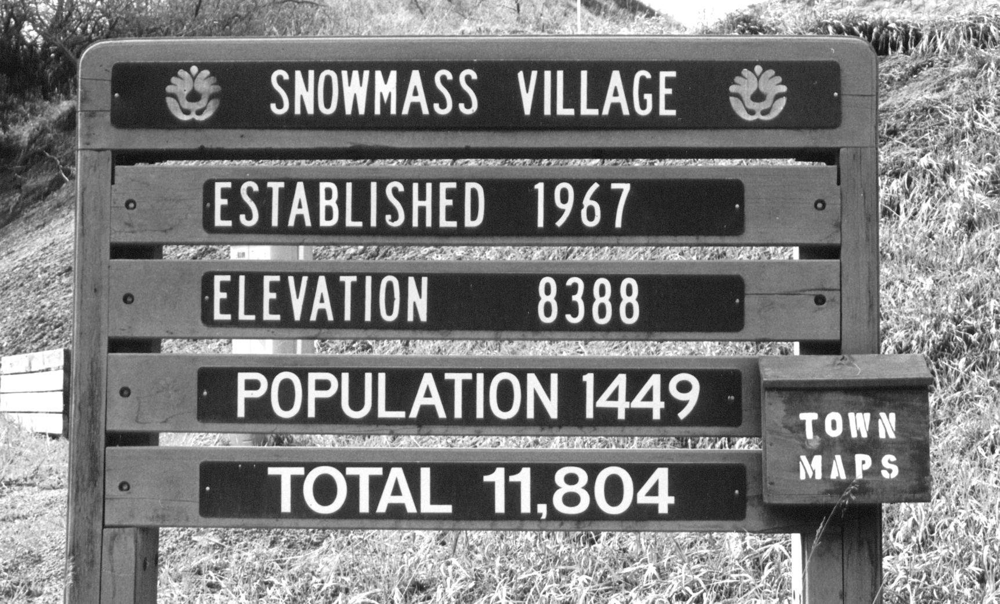 SNOWMASS VILLAGE
ESTABLISHED 1967
ELEVATION 8388
POPULATION 1449
TOTAL 11,804
TOWN
MAPS